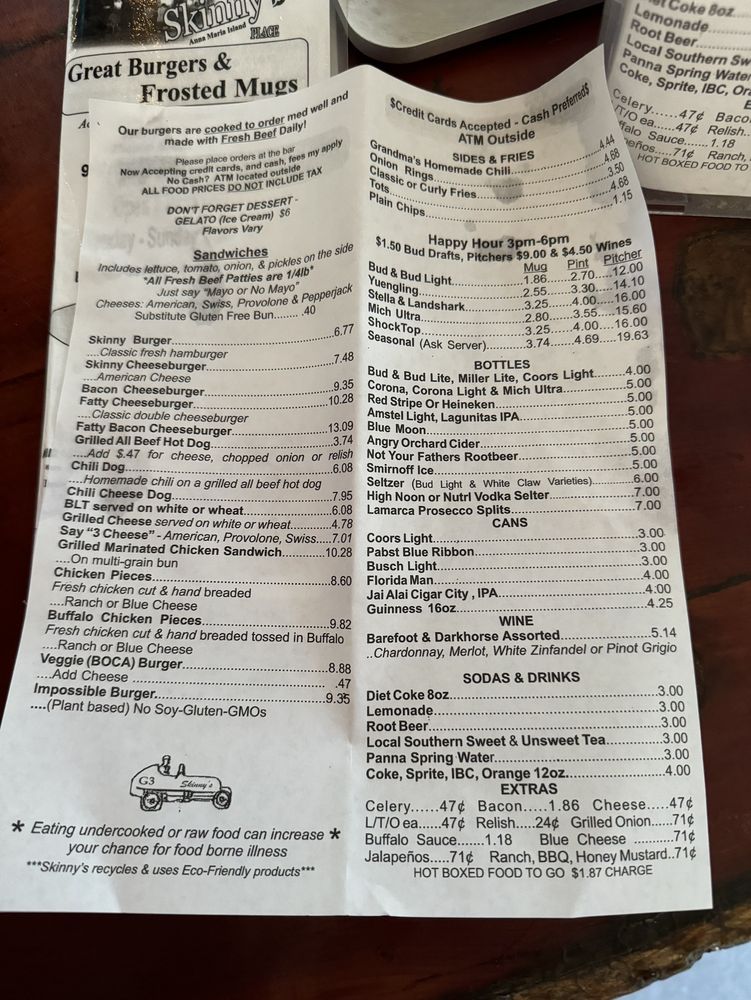 Skinny's
Anna Maria Island PLACE
Great Burgers &
Frosted Mugs
Our burgers are cooked to order med well and
made with Fresh Beef Daily!
Please place orders at the bar
Now Accepting credit cards, and cash, fees my apply
No Cash? ATM located outside
ALL FOOD PRICES DO NOT INCLUDE TAX
DON'T FORGET DESSERT -
GELATO (Ice Cream) $6
Flavors Vary
Sandwiches
Includes lettuce, tomato, onion, & pickles on the side
*All Fresh Beef Patties are 1/4lb*
Just say "Mayo or No Mayo"
Cheeses: American, Swiss, Provolone & Pepperjack
Substitute Gluten Free Bun........40
Skinny Burger....6.77
....Classic fresh hamburger
Skinny Cheeseburger....7.48
....American Cheese
Bacon Cheeseburger....9.35
Fatty Cheeseburger....10.28
....Classic double cheeseburger
Fatty Bacon Cheeseburger....13.09
Grilled All Beef Hot Dog....3.74
....Add $.47 for cheese, chopped onion or relish
Chili Dog....6.08
....Homemade chili on a grilled all beef hot dog
Chili Cheese Dog....7.95
BLT served on white or wheat....6.08
Grilled Cheese served on white or wheat....4.78
Say "3 Cheese" - American, Provolone, Swiss....7.01
Grilled Marinated Chicken Sandwich....10.28
....On multi-grain bun
Chicken Pieces....8.60
Fresh chicken cut & hand breaded
....Ranch or Blue Cheese
Buffalo Chicken Pieces....9.82
Fresh chicken cut & hand breaded tossed in Buffalo
....Ranch or Blue Cheese
Veggie (BOCA) Burger....8.88
....Add Cheese .... .47
Impossible Burger....9.35
....(Plant based) No Soy-Gluten-GMOs
G3 Skinny's
* Eating undercooked or raw food can increase *
your chance for food borne illness
***Skinny's recycles & uses Eco-Friendly products***
$Credit Cards Accepted - Cash Preferred$
ATM Outside
SIDES & FRIES
Grandma's Homemade Chili....4.44
Onion Rings....4.68
Classic or Curly Fries....3.50
Tots....4.68
Plain Chips....1.15
Happy Hour 3pm-6pm
$1.50 Bud Drafts, Pitchers $9.00 & $4.50 Wines
Mug Pint Pitcher
Bud & Bud Light....1.86....2.70....12.00
Yuengling....2.55....3.30....14.10
Stella & Landshark....3.25....4.00....16.00
Mich Ultra....2.80....3.55....15.60
ShockTop....3.25....4.00....16.00
Seasonal (Ask Server)....3.74....4.69....19.63
BOTTLES
Bud & Bud Lite, Miller Lite, Coors Light....4.00
Corona, Corona Light & Mich Ultra....5.00
Red Stripe Or Heineken....5.00
Amstel Light, Lagunitas IPA....5.00
Blue Moon....5.00
Angry Orchard Cider....5.00
Not Your Fathers Rootbeer....5.00
Smirnoff Ice....5.00
Seltzer (Bud Light & White Claw Varieties)....6.00
High Noon or Nutrl Vodka Selter....7.00
Lamarca Prosecco Splits....7.00
CANS
Coors Light....3.00
Pabst Blue Ribbon....3.00
Busch Light....3.00
Florida Man....4.00
Jai Alai Cigar City , IPA....4.00
Guinness 16oz....4.25
WINE
Barefoot & Darkhorse Assorted....5.14
..Chardonnay, Merlot, White Zinfandel or Pinot Grigio
SODAS & DRINKS
Diet Coke 8oz....3.00
Lemonade....3.00
Root Beer....3.00
Local Southern Sweet & Unsweet Tea....3.00
Panna Spring Water....3.00
Coke, Sprite, IBC, Orange 12oz....4.00
EXTRAS
Celery......47¢ Bacon.....1.86 Cheese.....47¢
L/T/O ea.....47¢ Relish.....24¢ Grilled Onion.....71¢
Buffalo Sauce.......1.18 Blue Cheese ...........71¢
Jalapeños.....71¢ Ranch, BBQ, Honey Mustard..71¢
HOT BOXED FOOD TO GO $1.87 CHARGE
Coke 8oz
Lemonade
Root Beer
Local Southern Sw
Panna Spring Water
Coke, Sprite, IBC, Or
Celery......47¢ Baco
/T/O ea.....47¢ Relish..
falo Sauce.......1.18
peños.....71¢ Ranch,
HOT BOXED FOOD TO